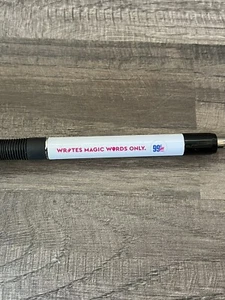 WRITES MAGIC WORDS ONLY. 99